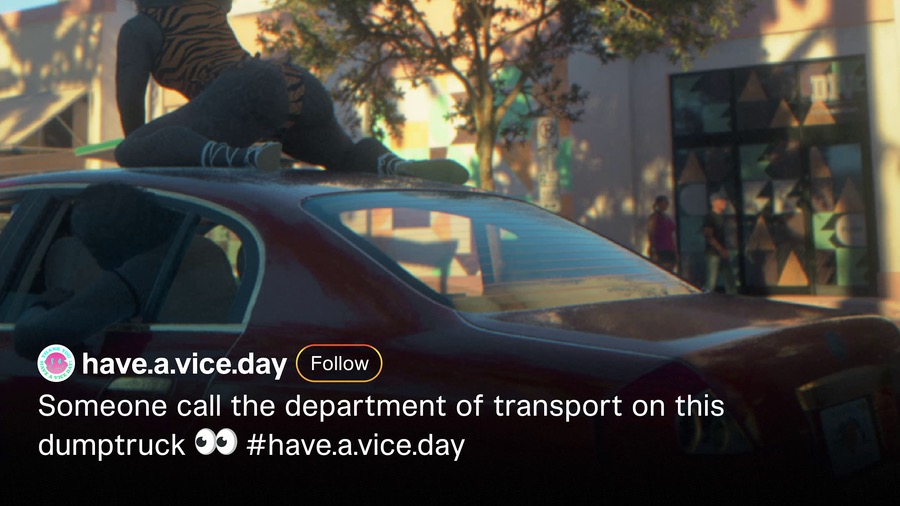 have.a.vice.day Follow
Someone call the department of transport on this
dumptruck 👀 #have.a.vice.day